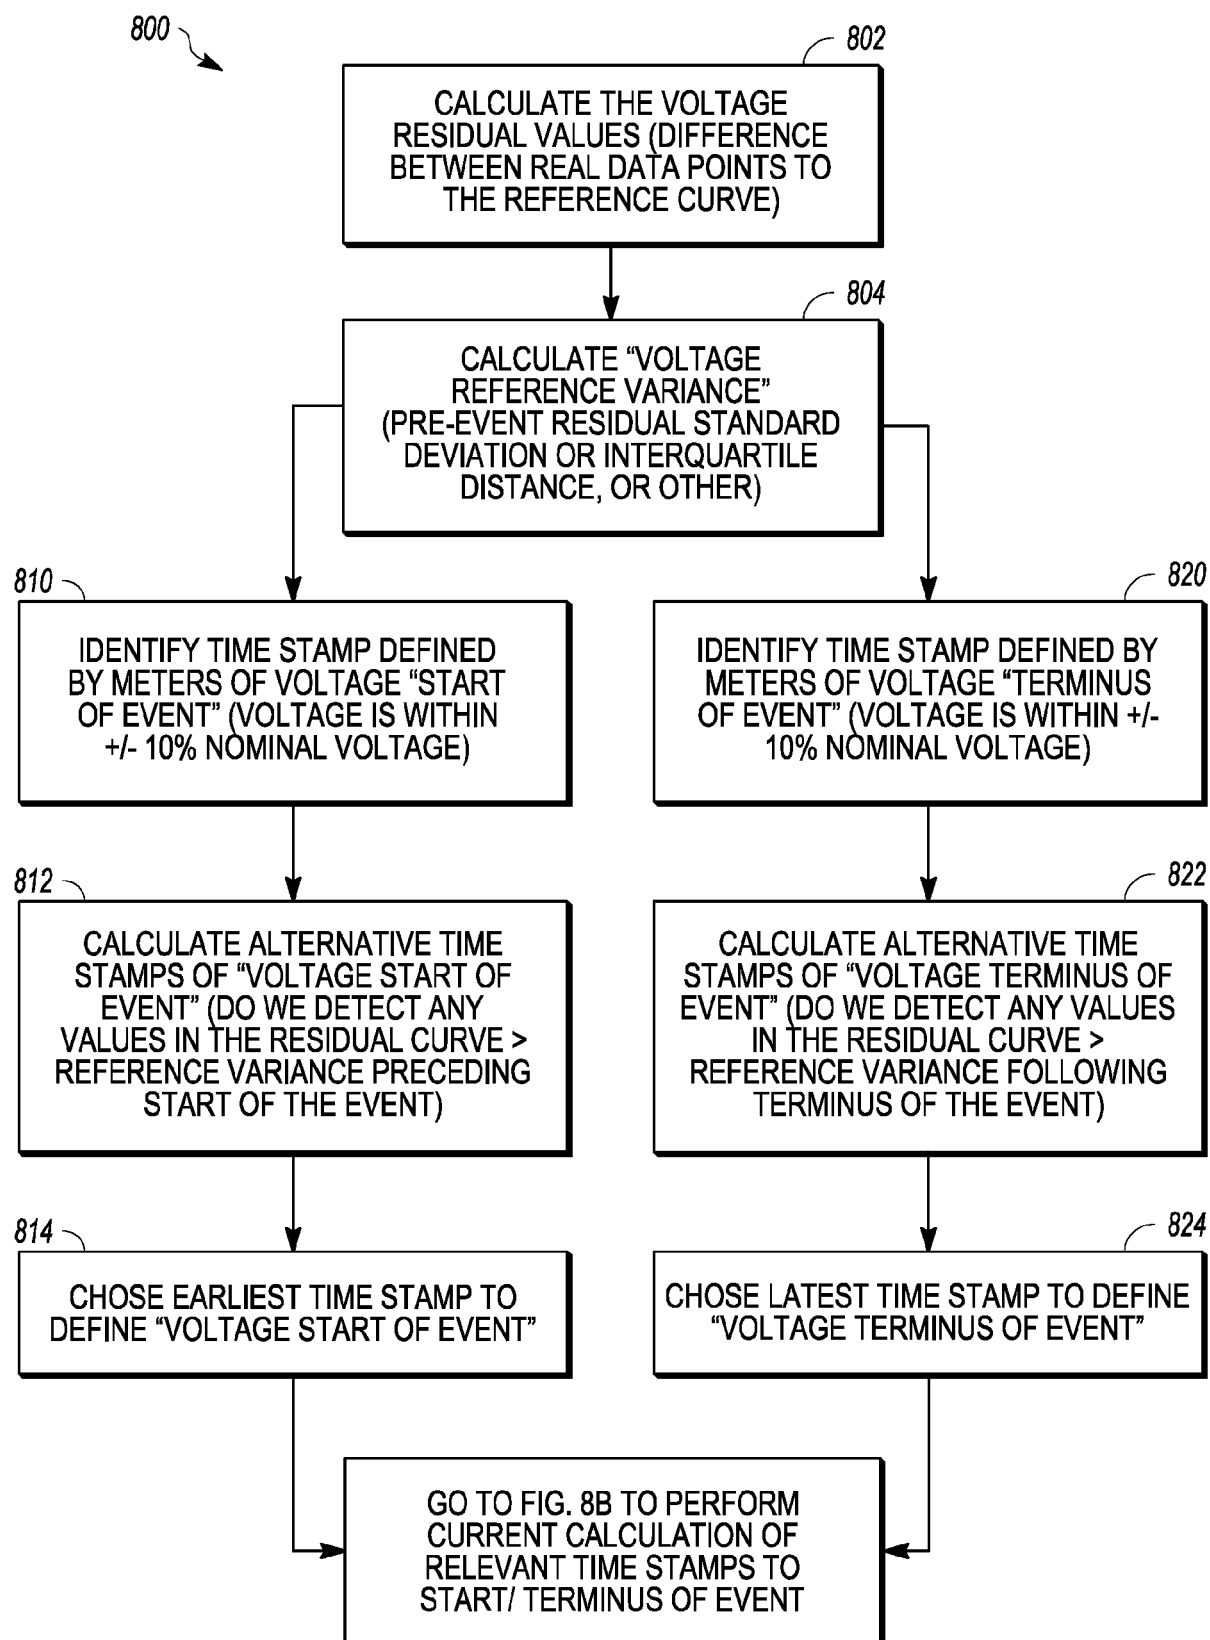 800
802
CALCULATE THE VOLTAGE
RESIDUAL VALUES (DIFFERENCE
BETWEEN REAL DATA POINTS TO
THE REFERENCE CURVE)
804
CALCULATE “VOLTAGE
REFERENCE VARIANCE”
(PRE-EVENT RESIDUAL STANDARD
DEVIATION OR INTERQUARTILE
DISTANCE, OR OTHER)
810
IDENTIFY TIME STAMP DEFINED
BY METERS OF VOLTAGE “START
OF EVENT” (VOLTAGE IS WITHIN
+/- 10% NOMINAL VOLTAGE)
820
IDENTIFY TIME STAMP DEFINED BY
METERS OF VOLTAGE “TERMINUS
OF EVENT” (VOLTAGE IS WITHIN +/-
10% NOMINAL VOLTAGE)
812
CALCULATE ALTERNATIVE TIME
STAMPS OF “VOLTAGE START OF
EVENT” (DO WE DETECT ANY
VALUES IN THE RESIDUAL CURVE >
REFERENCE VARIANCE PRECEDING
START OF THE EVENT)
822
CALCULATE ALTERNATIVE TIME
STAMPS OF “VOLTAGE TERMINUS OF
EVENT” (DO WE DETECT ANY VALUES
IN THE RESIDUAL CURVE >
REFERENCE VARIANCE FOLLOWING
TERMINUS OF THE EVENT)
814
CHOSE EARLIEST TIME STAMP TO
DEFINE “VOLTAGE START OF EVENT”
824
CHOSE LATEST TIME STAMP TO DEFINE
“VOLTAGE TERMINUS OF EVENT”
GO TO FIG. 8B TO PERFORM
CURRENT CALCULATION OF
RELEVANT TIME STAMPS TO
START/ TERMINUS OF EVENT